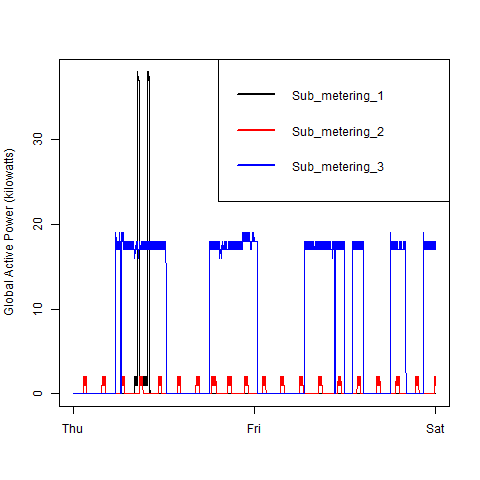 Sub_metering_1
Sub_metering_2
Sub_metering_3
Global Active Power (kilowatts)
30
20
10
0
Thu Fri Sat